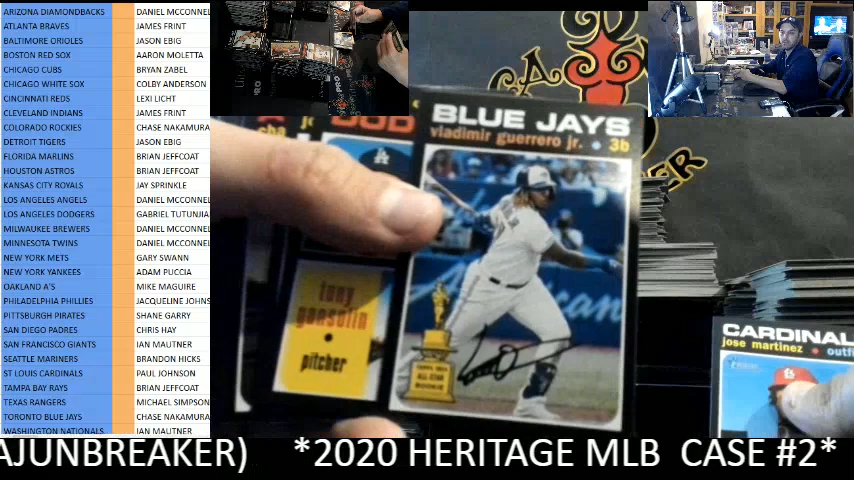 ARIZONA DIAMONDBACKS DANIEL MCCONNEL
ATLANTA BRAVES JAMES FRINT
BALTIMORE ORIOLES JASON EBIG
BOSTON RED SOX AARON MOLETTA
CHICAGO CUBS BRYAN ZABEL
CHICAGO WHITE SOX COLBY ANDERSON
CINCINNATI REDS LEXI LICHT
CLEVELAND INDIANS JAMES FRINT
COLORADO ROCKIES CHASE NAKAMURA
DETROIT TIGERS JASON EBIG
FLORIDA MARLINS BRIAN JEFFCOAT
HOUSTON ASTROS BRIAN JEFFCOAT
KANSAS CITY ROYALS JAY SPRINKLE
LOS ANGELES ANGELS DANIEL MCCONNEL
LOS ANGELES DODGERS GABRIEL TUTUNJIA
MILWAUKEE BREWERS DANIEL MCCONNEL
MINNESOTA TWINS DANIEL MCCONNEL
NEW YORK METS GARY SWANN
NEW YORK YANKEES ADAM PUCCIA
OAKLAND A'S MIKE MAGUIRE
PHILADELPHIA PHILLIES JACQUELINE JOHNS
PITTSBURGH PIRATES SHANE GARRY
SAN DIEGO PADRES CHRIS HAY
SAN FRANCISCO GIANTS IAN MAUTNER
SEATTLE MARINERS BRANDON HICKS
ST LOUIS CARDINALS PAUL JOHNSON
TAMPA BAY RAYS BRIAN JEFFCOAT
TEXAS RANGERS MICHAEL SIMPSON
TORONTO BLUE JAYS CHASE NAKAMURA
WASHINGTON NATIONALS IAN MAUTNER
BLUE JAYS
vladimir guerrero jr. • 3b
tony
gonsolin
pitcher
CARDINAL
jose martinez • outfi
AJUNBREAKER) *2020 HERITAGE MLB CASE #2*